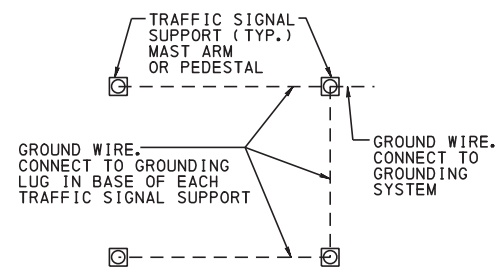 TRAFFIC SIGNAL
SUPPORT (TYP.)
MAST ARM
OR PEDESTAL
GROUND WIRE.
CONNECT TO GROUNDING
LUG IN BASE OF EACH
TRAFFIC SIGNAL SUPPORT
GROUND WIRE.
CONNECT TO
GROUNDING
SYSTEM